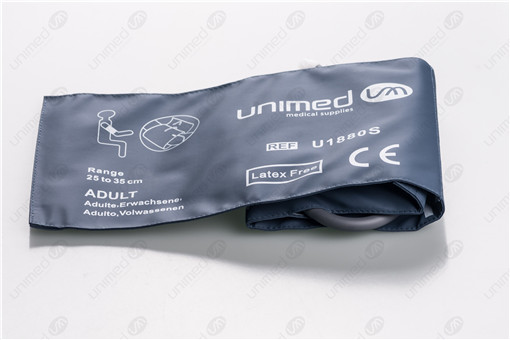 unimed
medical supplies
REF U1880S
Latex Free
CE
Range
25 to 35 cm
ADULT
Adulte, Erwachsene,
Adulto, Volwassenen